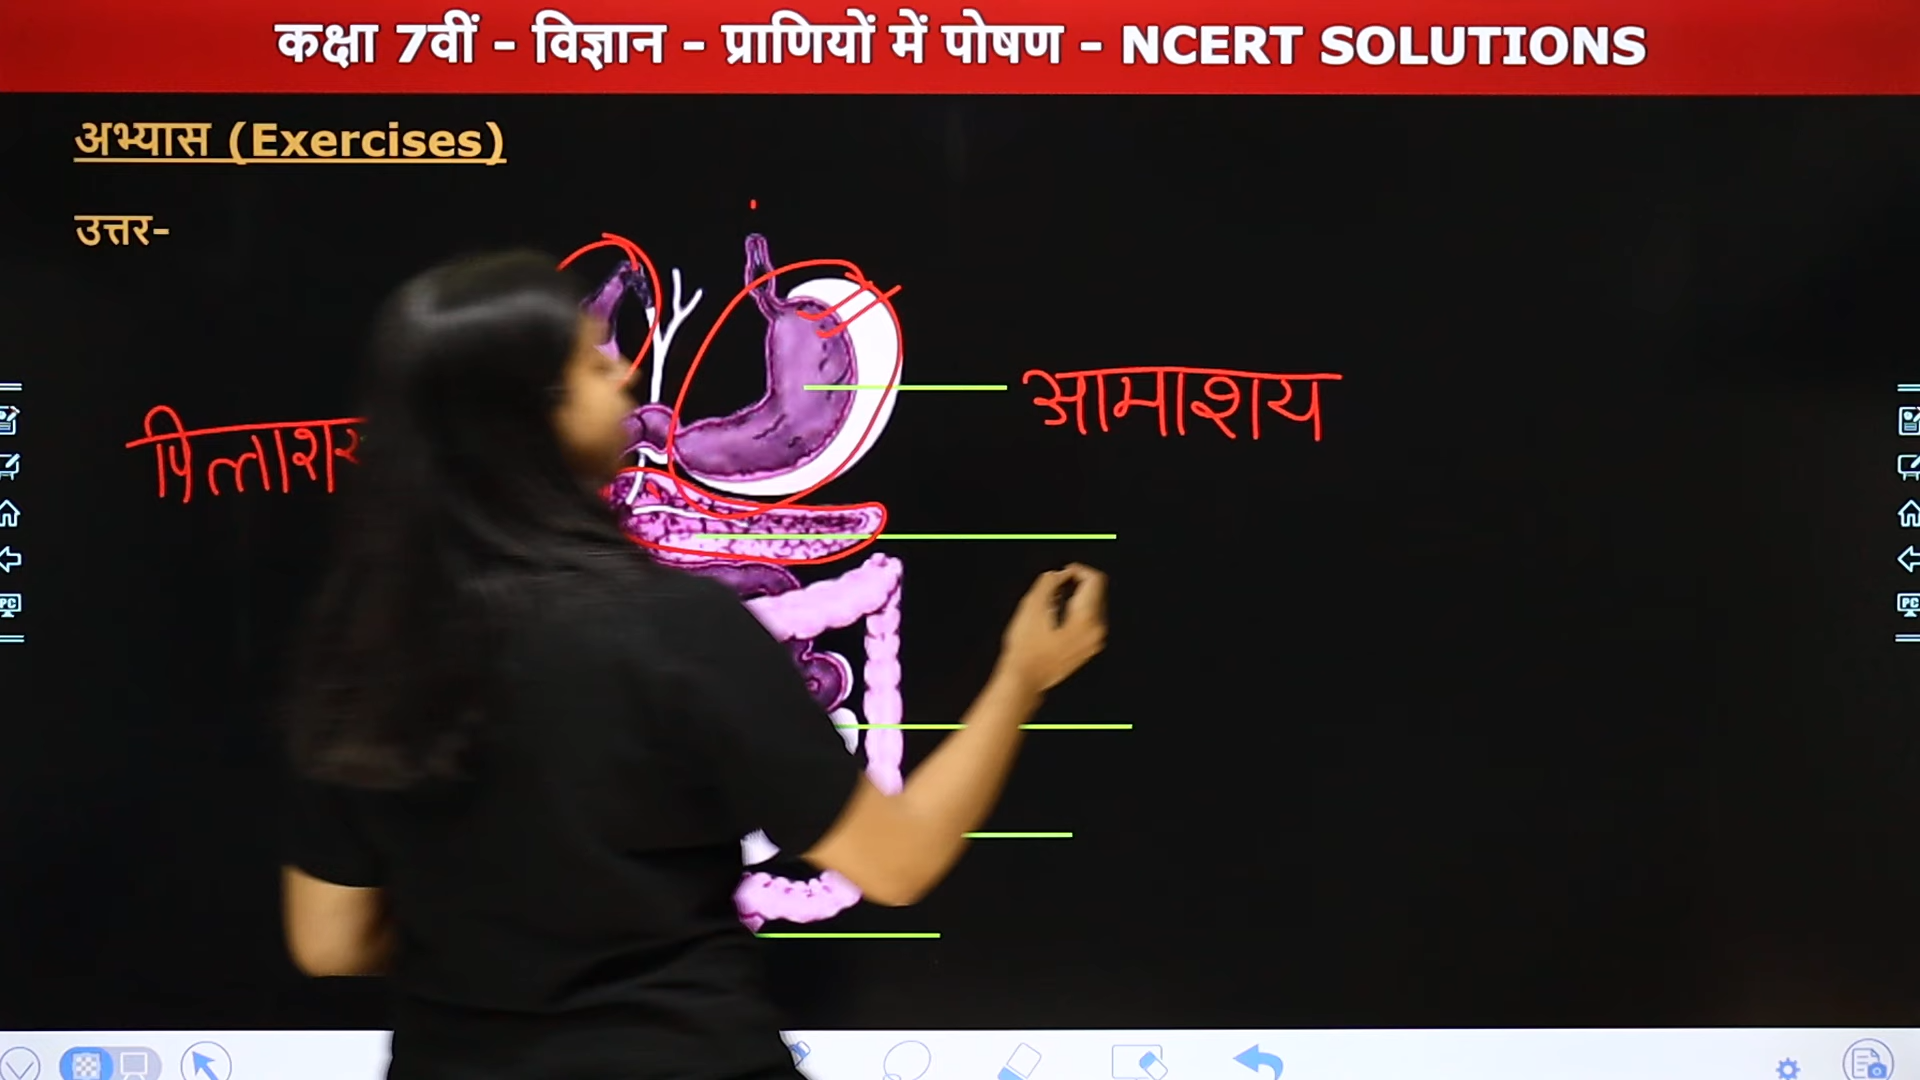 कक्षा 7वीं - विज्ञान - प्राणियों में पोषण - NCERT SOLUTIONS
अभ्यास (Exercises)
उत्तर-
आमाशय